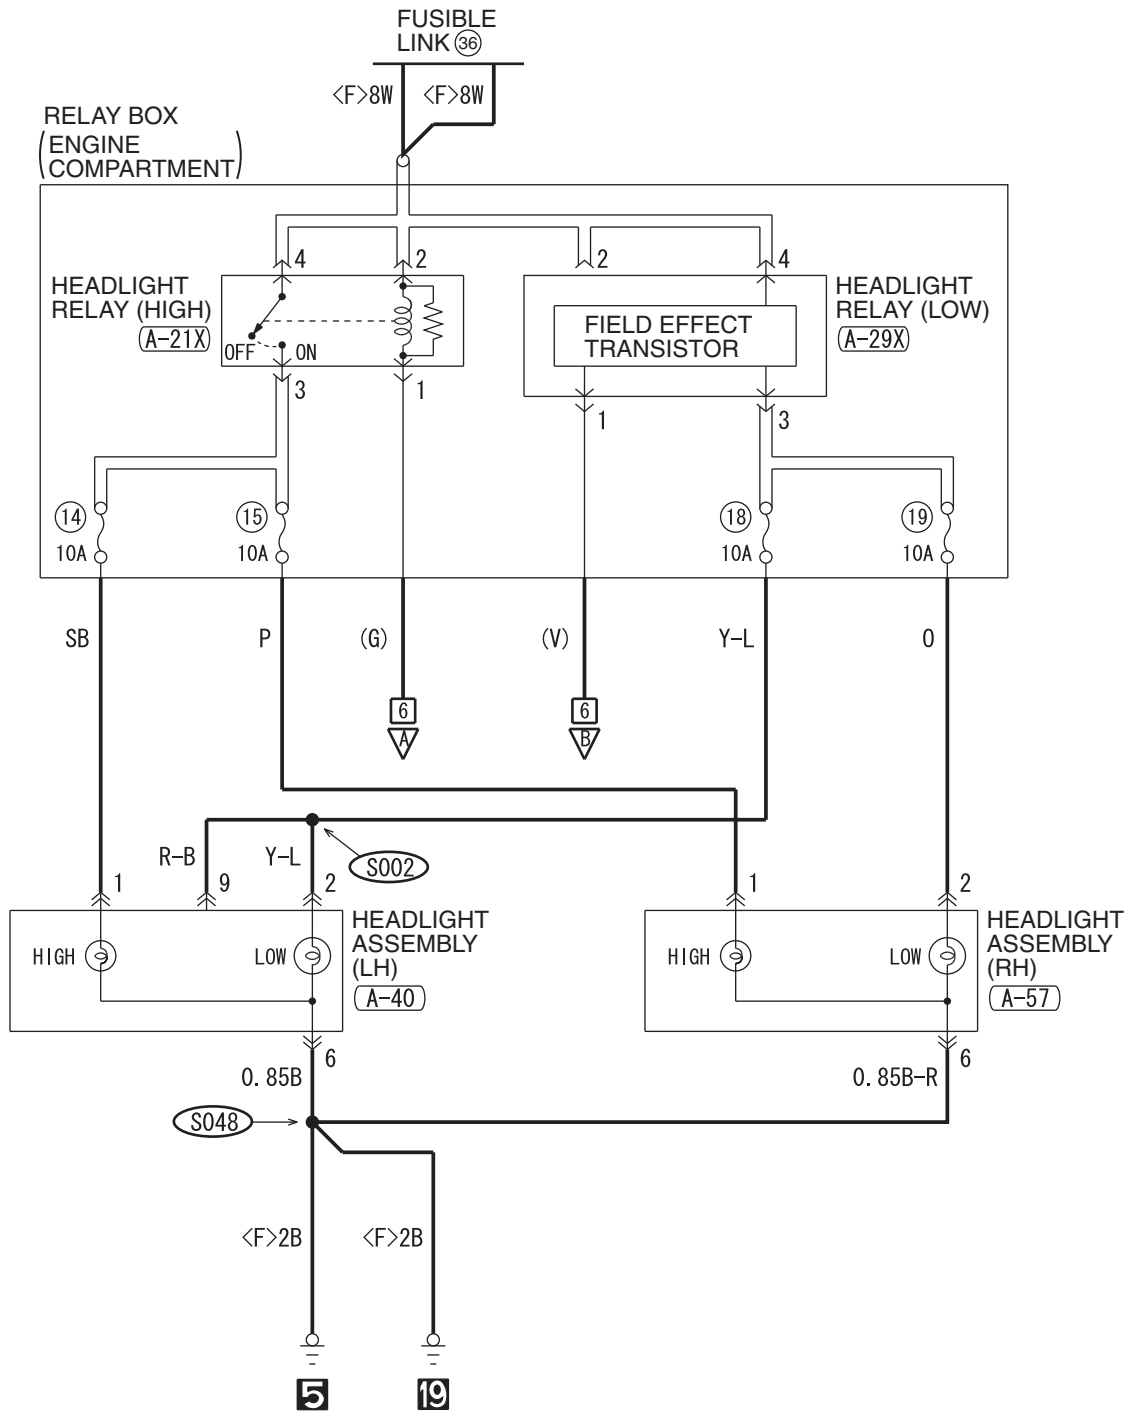 FUSIBLE
LINK 36
<F>8W <F>8W
RELAY BOX
(ENGINE
COMPARTMENT)
4 2 2 4
HEADLIGHT
RELAY (HIGH)
A-21X
OFF ON
FIELD EFFECT
TRANSISTOR
HEADLIGHT
RELAY (LOW)
A-29X
3 1 1 3
14 15 18 19
10A 10A 10A 10A
SB P (G) (V) Y-L O
6 6
A B
R-B Y-L S002
1 9 2 1 2
HIGH LOW
HEADLIGHT
ASSEMBLY
(LH)
A-40
HIGH LOW
HEADLIGHT
ASSEMBLY
(RH)
A-57
6 6
0.85B 0.85B-R
S048
<F>2B <F>2B
5 19